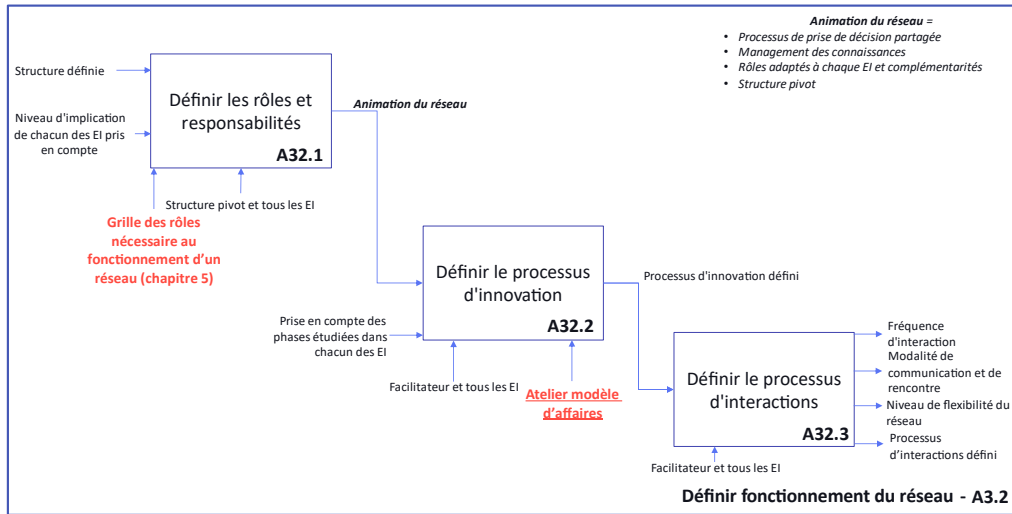 Animation du réseau =
• Processus de prise de décision partagée
• Management des connaissances
• Rôles adaptés à chaque EI et complémentarités
• Structure pivot
Structure définie
Niveau d'implication
de chacun des EI pris
en compte
Définir les rôles et
responsabilités
A32.1
Animation du réseau
Structure pivot et tous les EI
Grille des rôles
nécessaire au
fonctionnement d'un
réseau (chapitre 5)
Définir le processus
d'innovation
A32.2
Processus d'innovation défini
Prise en compte des
phases étudiées dans
chacun des EI
Facilitateur et tous les EI
Atelier modèle
d'affaires
Définir le processus
d'interactions
A32.3
Fréquence
d'interaction
Modalité de
communication et de
rencontre
Niveau de flexibilité du
réseau
Processus
d'interactions défini
Facilitateur et tous les EI
Définir fonctionnement du réseau - A3.2